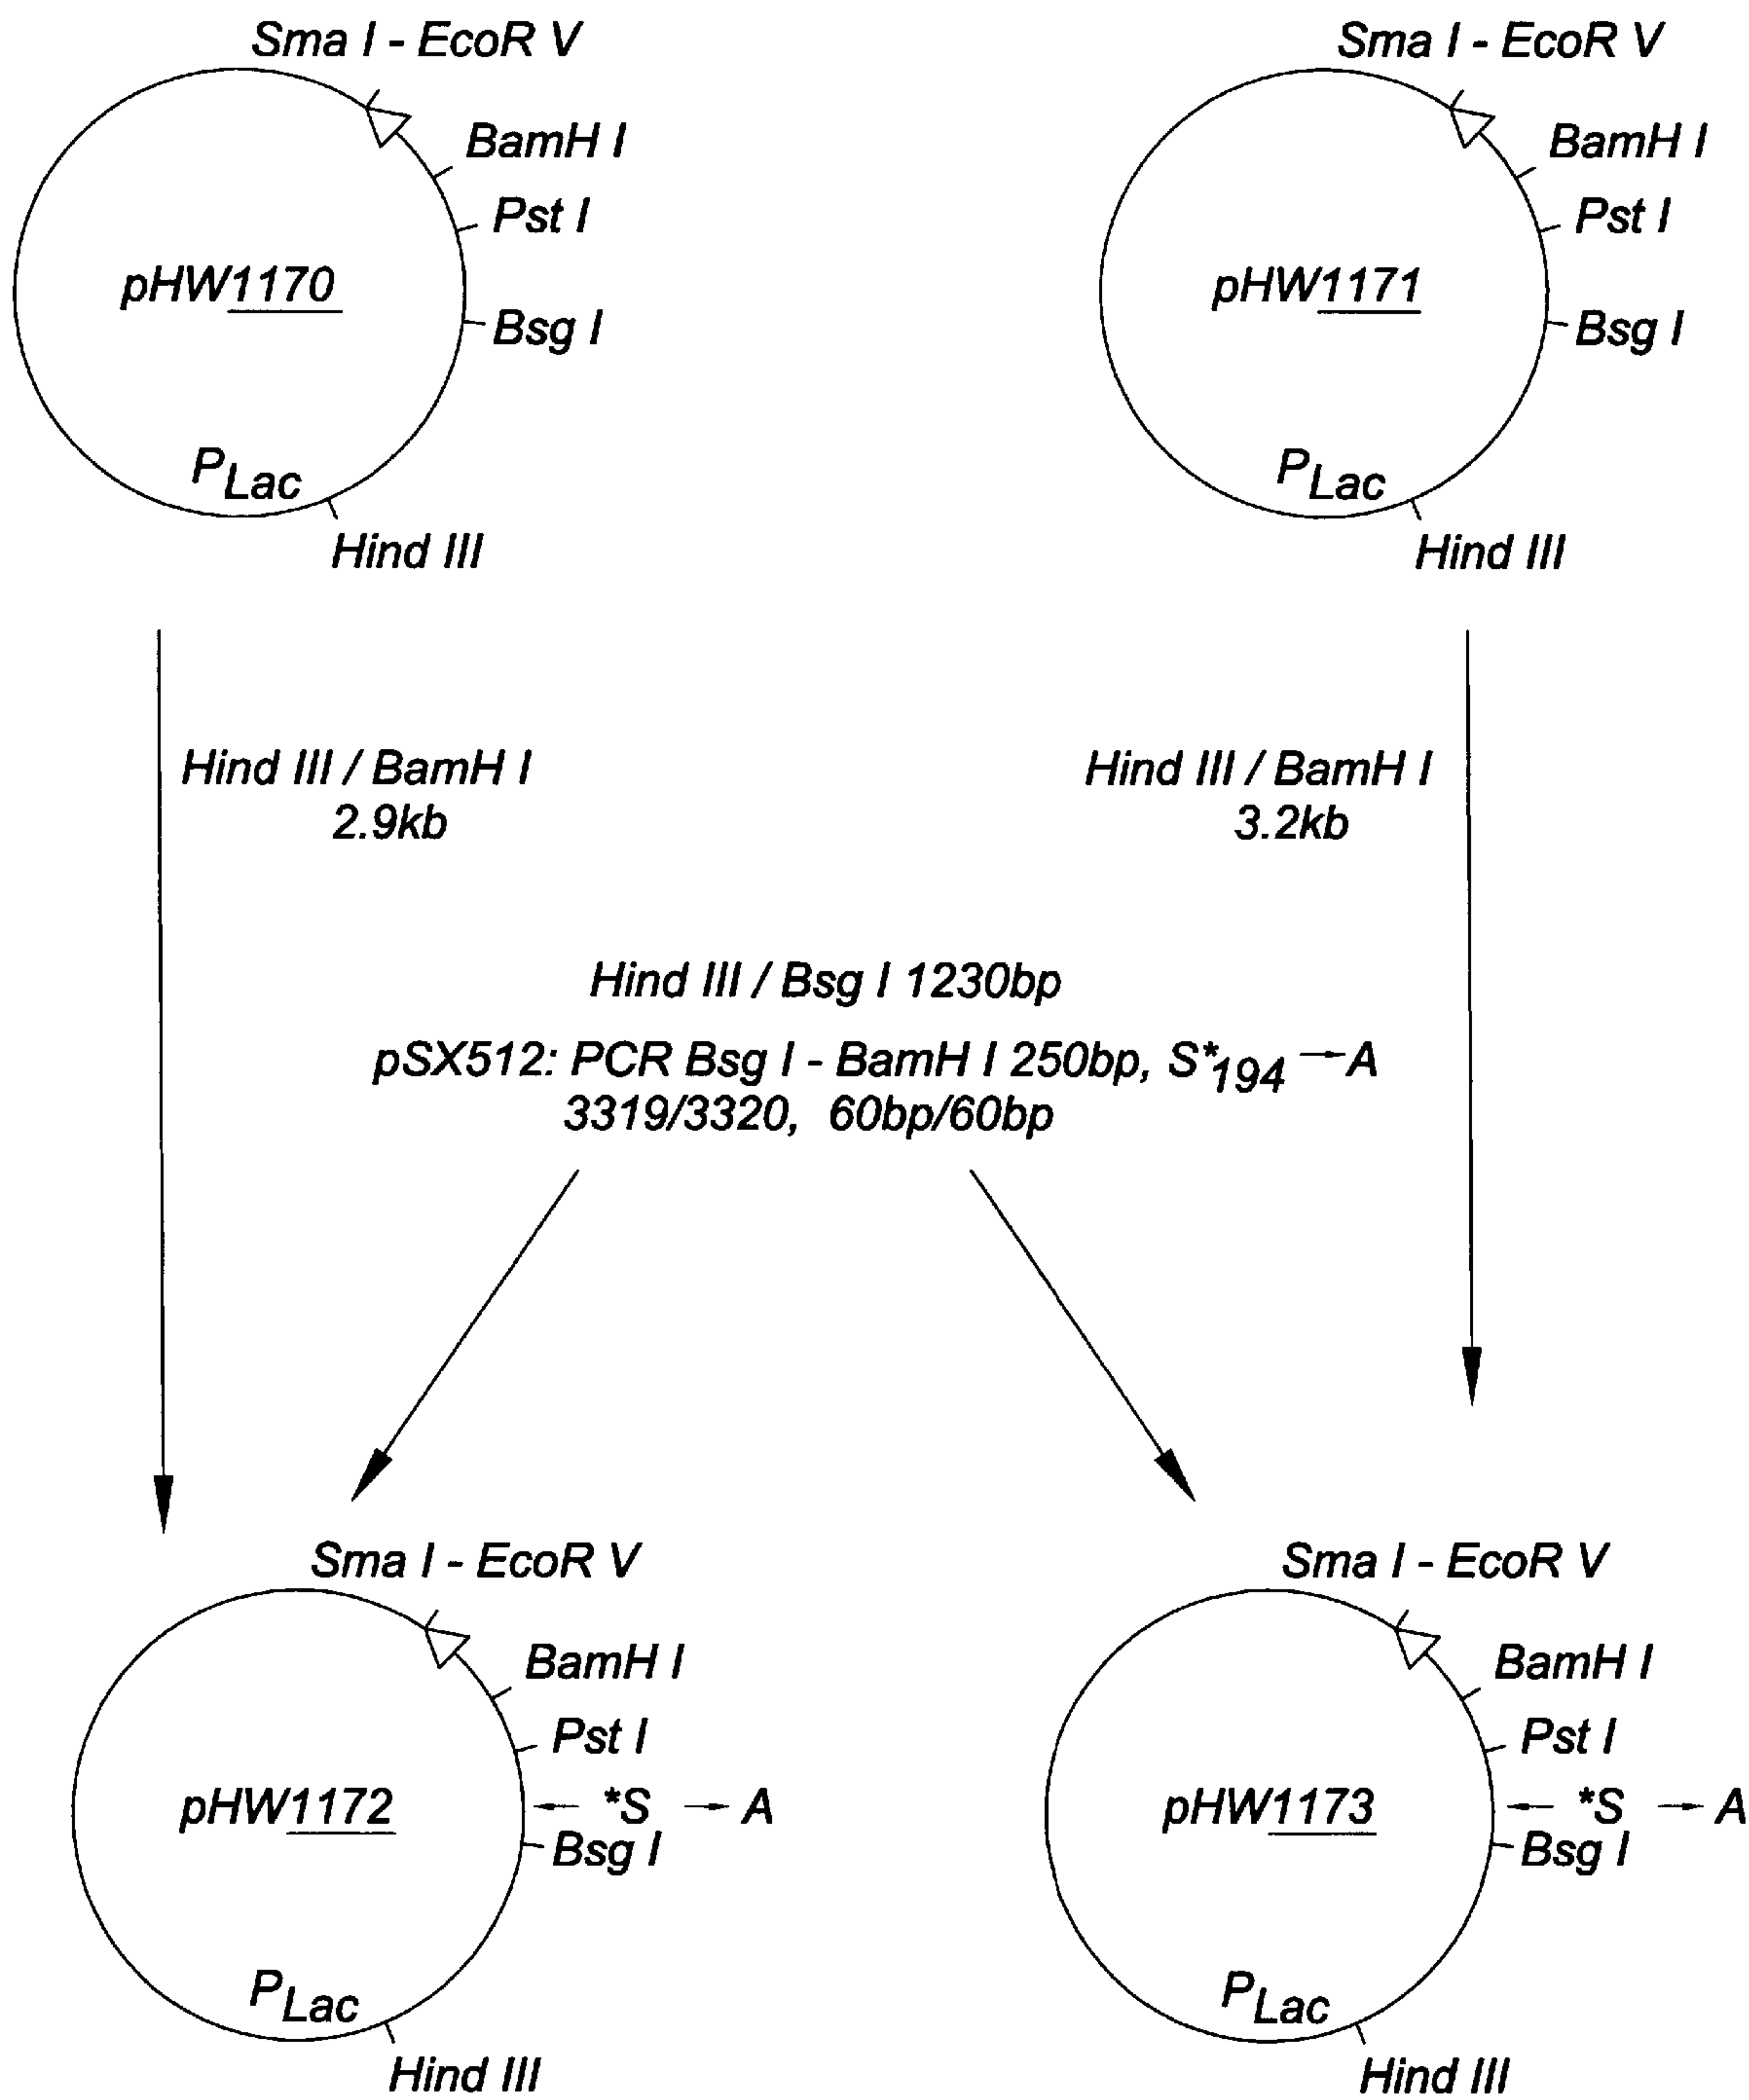 Sma I - EcoR V
BamH I
Pst I
pHW1170
Bsg I
PLac
Hind III
Sma I - EcoR V
BamH I
Pst I
pHW1171
Bsg I
PLac
Hind III
Hind III / BamH I
2.9kb
Hind III / BamH I
3.2kb
Hind III / Bsg I 1230bp
pSX512: PCR Bsg I - BamH I 250bp, S*194 → A
3319/3320, 60bp/60bp
Sma I - EcoR V
BamH I
Pst I
pHW1172 ← *S → A
Bsg I
PLac
Hind III
Sma I - EcoR V
BamH I
Pst I
pHW1173 ← *S → A
Bsg I
PLac
Hind III